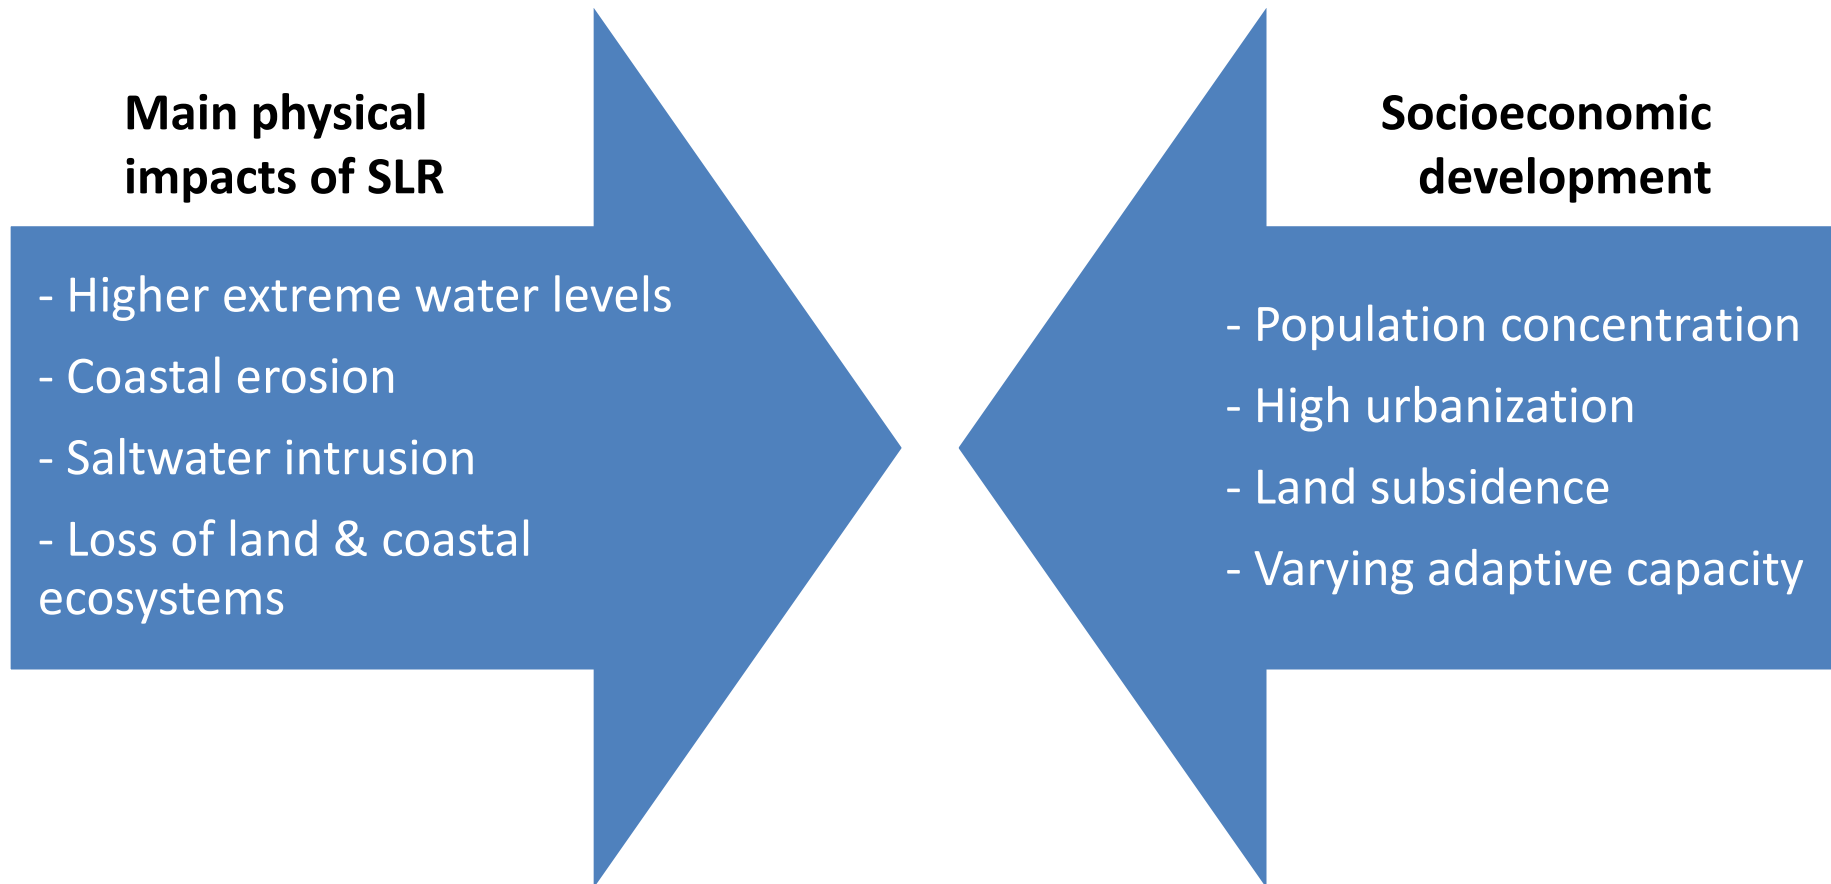 Main physical
impacts of SLR
- Higher extreme water levels
- Coastal erosion
- Saltwater intrusion
- Loss of land & coastal
ecosystems
Socioeconomic
development
- Population concentration
- High urbanization
- Land subsidence
- Varying adaptive capacity